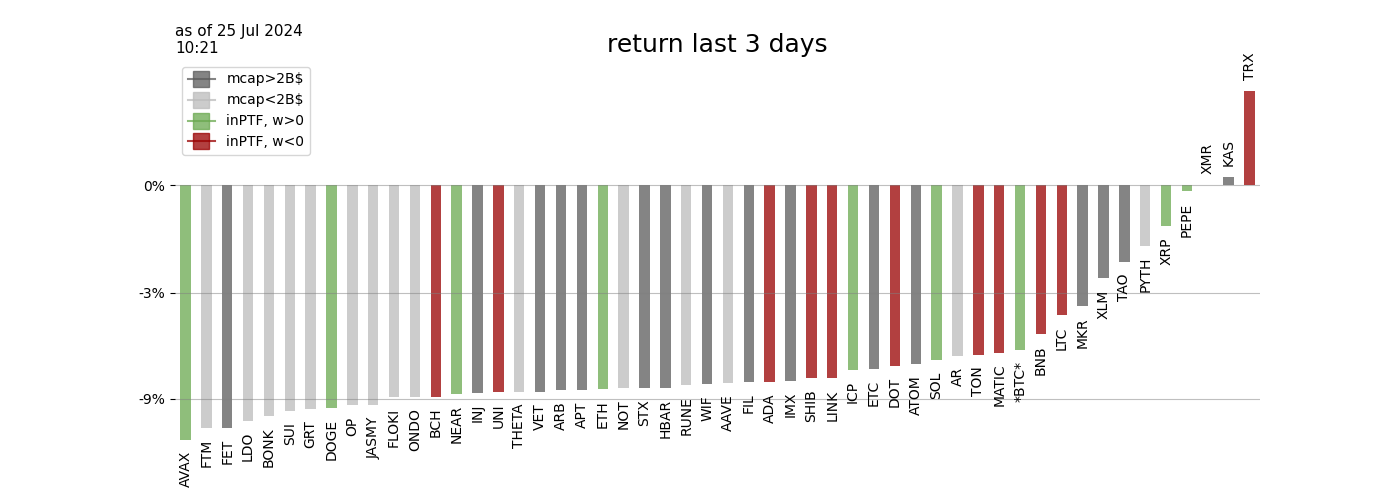 as of 25 Jul 2024
10:21
return last 3 days
mcap>2B$
mcap<2B$
inPTF, w>0
inPTF, w<0
0%
-3%
-9%
AVAX
FTM
FET
LDO
BONK
SUI
GRT
DOGE
OP
JASMY
FLOKI
ONDO
BCH
NEAR
INJ
UNI
THETA
VET
ARB
APT
ETH
NOT
STX
HBAR
RUNE
WIF
AAVE
FIL
ADA
IMX
SHIB
LINK
ICP
ETC
DOT
ATOM
SOL
AR
TON
MATIC
*BTC*
BNB
LTC
MKR
XLM
TAO
PYTH
XRP
PEPE
XMR
KAS
TRX